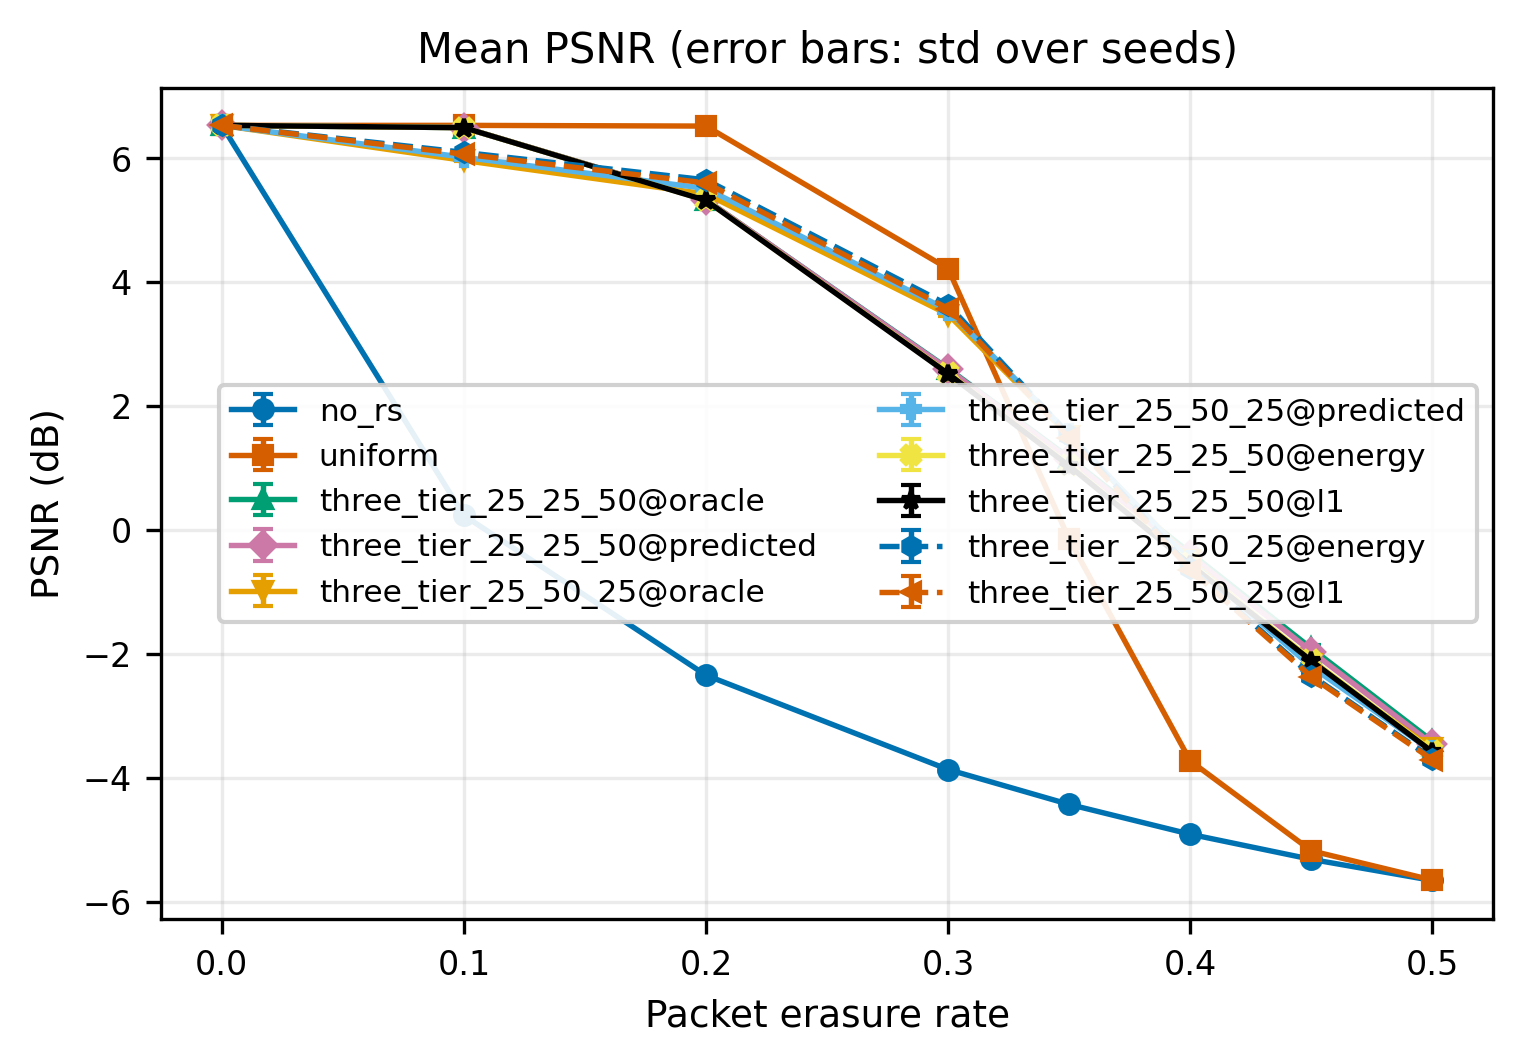 Mean PSNR (error bars: std over seeds)
PSNR (dB)
6
4
2
0
−2
−4
−6
no_rs
uniform
three_tier_25_25_50@oracle
three_tier_25_25_50@predicted
three_tier_25_50_25@oracle
three_tier_25_50_25@predicted
three_tier_25_25_50@energy
three_tier_25_25_50@l1
three_tier_25_50_25@energy
three_tier_25_50_25@l1
0.0 0.1 0.2 0.3 0.4 0.5
Packet erasure rate